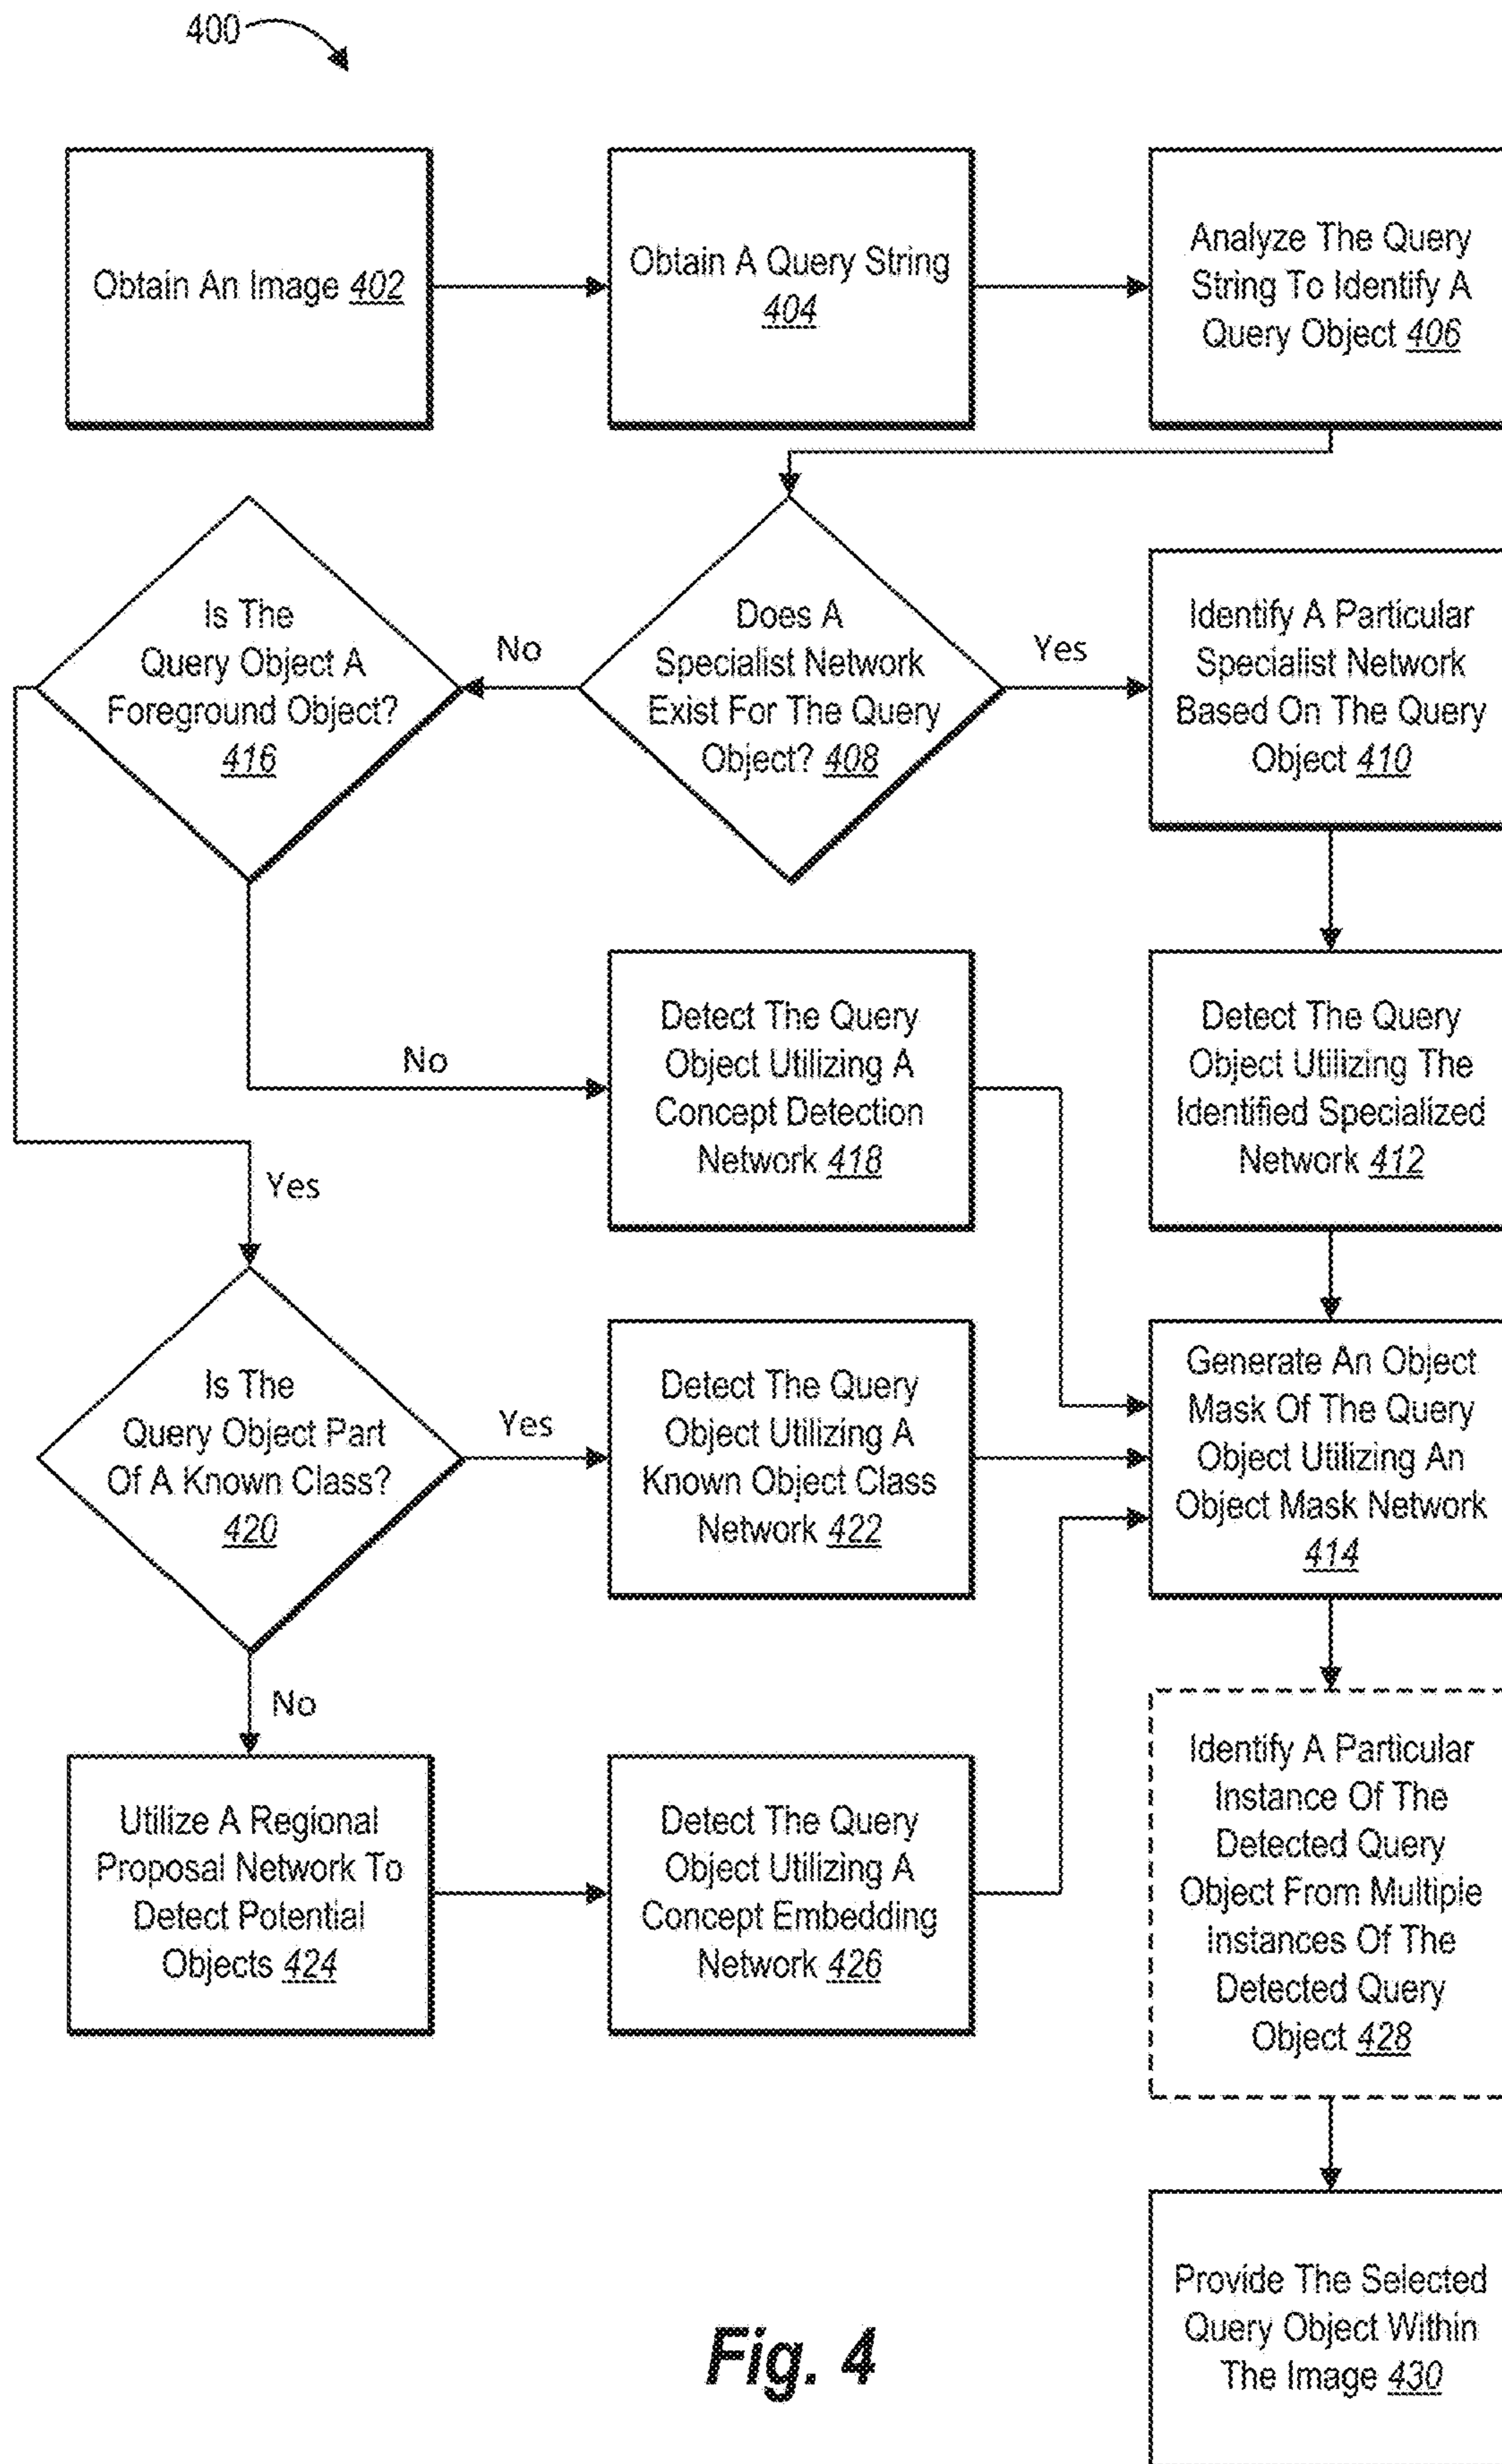 400
Obtain An Image 402
Obtain A Query String
404
Analyze The Query
String To Identify A
Query Object 406
Is The
Query Object A
Foreground Object?
416
No
Does A
Specialist Network
Exist For The Query
Object? 408
Yes
Identify A Particular
Specialist Network
Based On The Query
Object 410
No
Detect The Query
Object Utilizing A
Concept Detection
Network 418
Detect The Query
Object Utilizing The
Identified Specialized
Network 412
Yes
Is The
Query Object Part
Of A Known Class?
420
Yes
Detect The Query
Object Utilizing A
Known Object Class
Network 422
Generate An Object
Mask Of The Query
Object Utilizing An
Object Mask Network
414
No
Utilize A Regional
Proposal Network To
Detect Potential
Objects 424
Detect The Query
Object Utilizing A
Concept Embedding
Network 426
Identify A Particular
Instance Of The
Detected Query
Object From Multiple
Instances Of The
Detected Query
Object 428
Provide The Selected
Query Object Within
The Image 430
Fig. 4